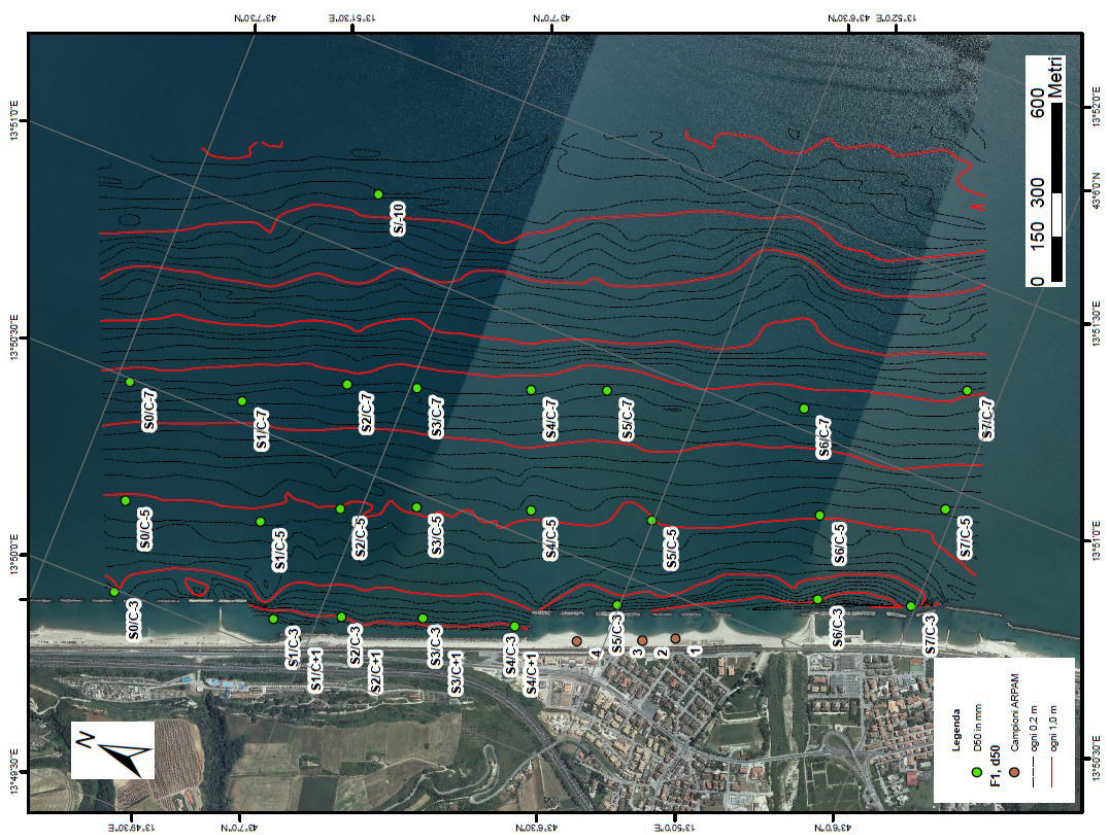 43°7'30"N
13°51'30"E
43°7'0"N
43°6'30"N
13°52'0"E
13°51'0"E
13°50'30"E
13°50'0"E
13°49'30"E
13°52'0"E
43°6'0"N
13°51'30"E
13°51'0"E
13°50'30"E
13°49'30"E
43°7'0"N
43°6'30"N
13°50'0"E
43°6'0"N
N
S/-10
S0/C-7
S1/C-7
S2/C-7
S3/C-7
S4/C-7
S5/C-7
S6/C-7
S7/C-7
S0/C-5
S1/C-5
S2/C-5
S3/C-5
S4/C-5
S5/C-5
S6/C-5
S7/C-5
S0/C-3
S1/C-3
S2/C-3
S3/C-3
S4/C-3
S5/C-3
S6/C-3
S7/C-3
S1/C+1
S2/C+1
S3/C+1
S4/C+1
4
3
2
1
0 150 300 600
Metri
Legenda
D50 in mm
F1, d50
Campioni ARPAM
ogni 0,2 m
ogni 1,0 m